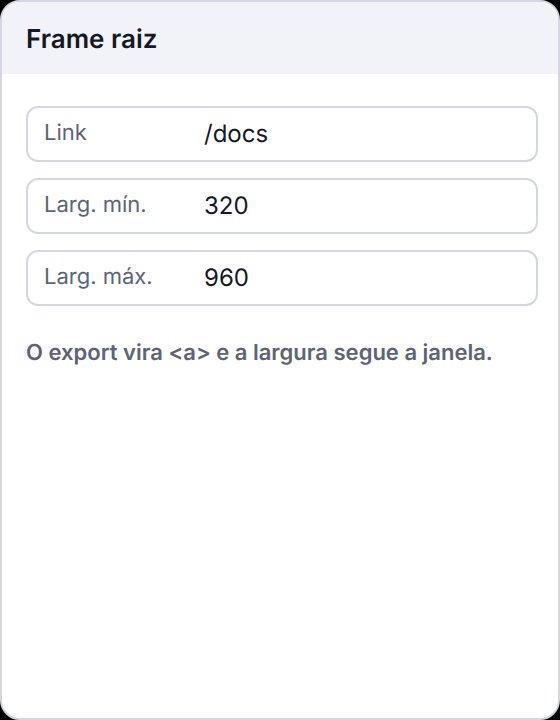 Frame raiz
Link /docs
Larg. mín. 320
Larg. máx. 960
O export vira <a> e a largura segue a janela.